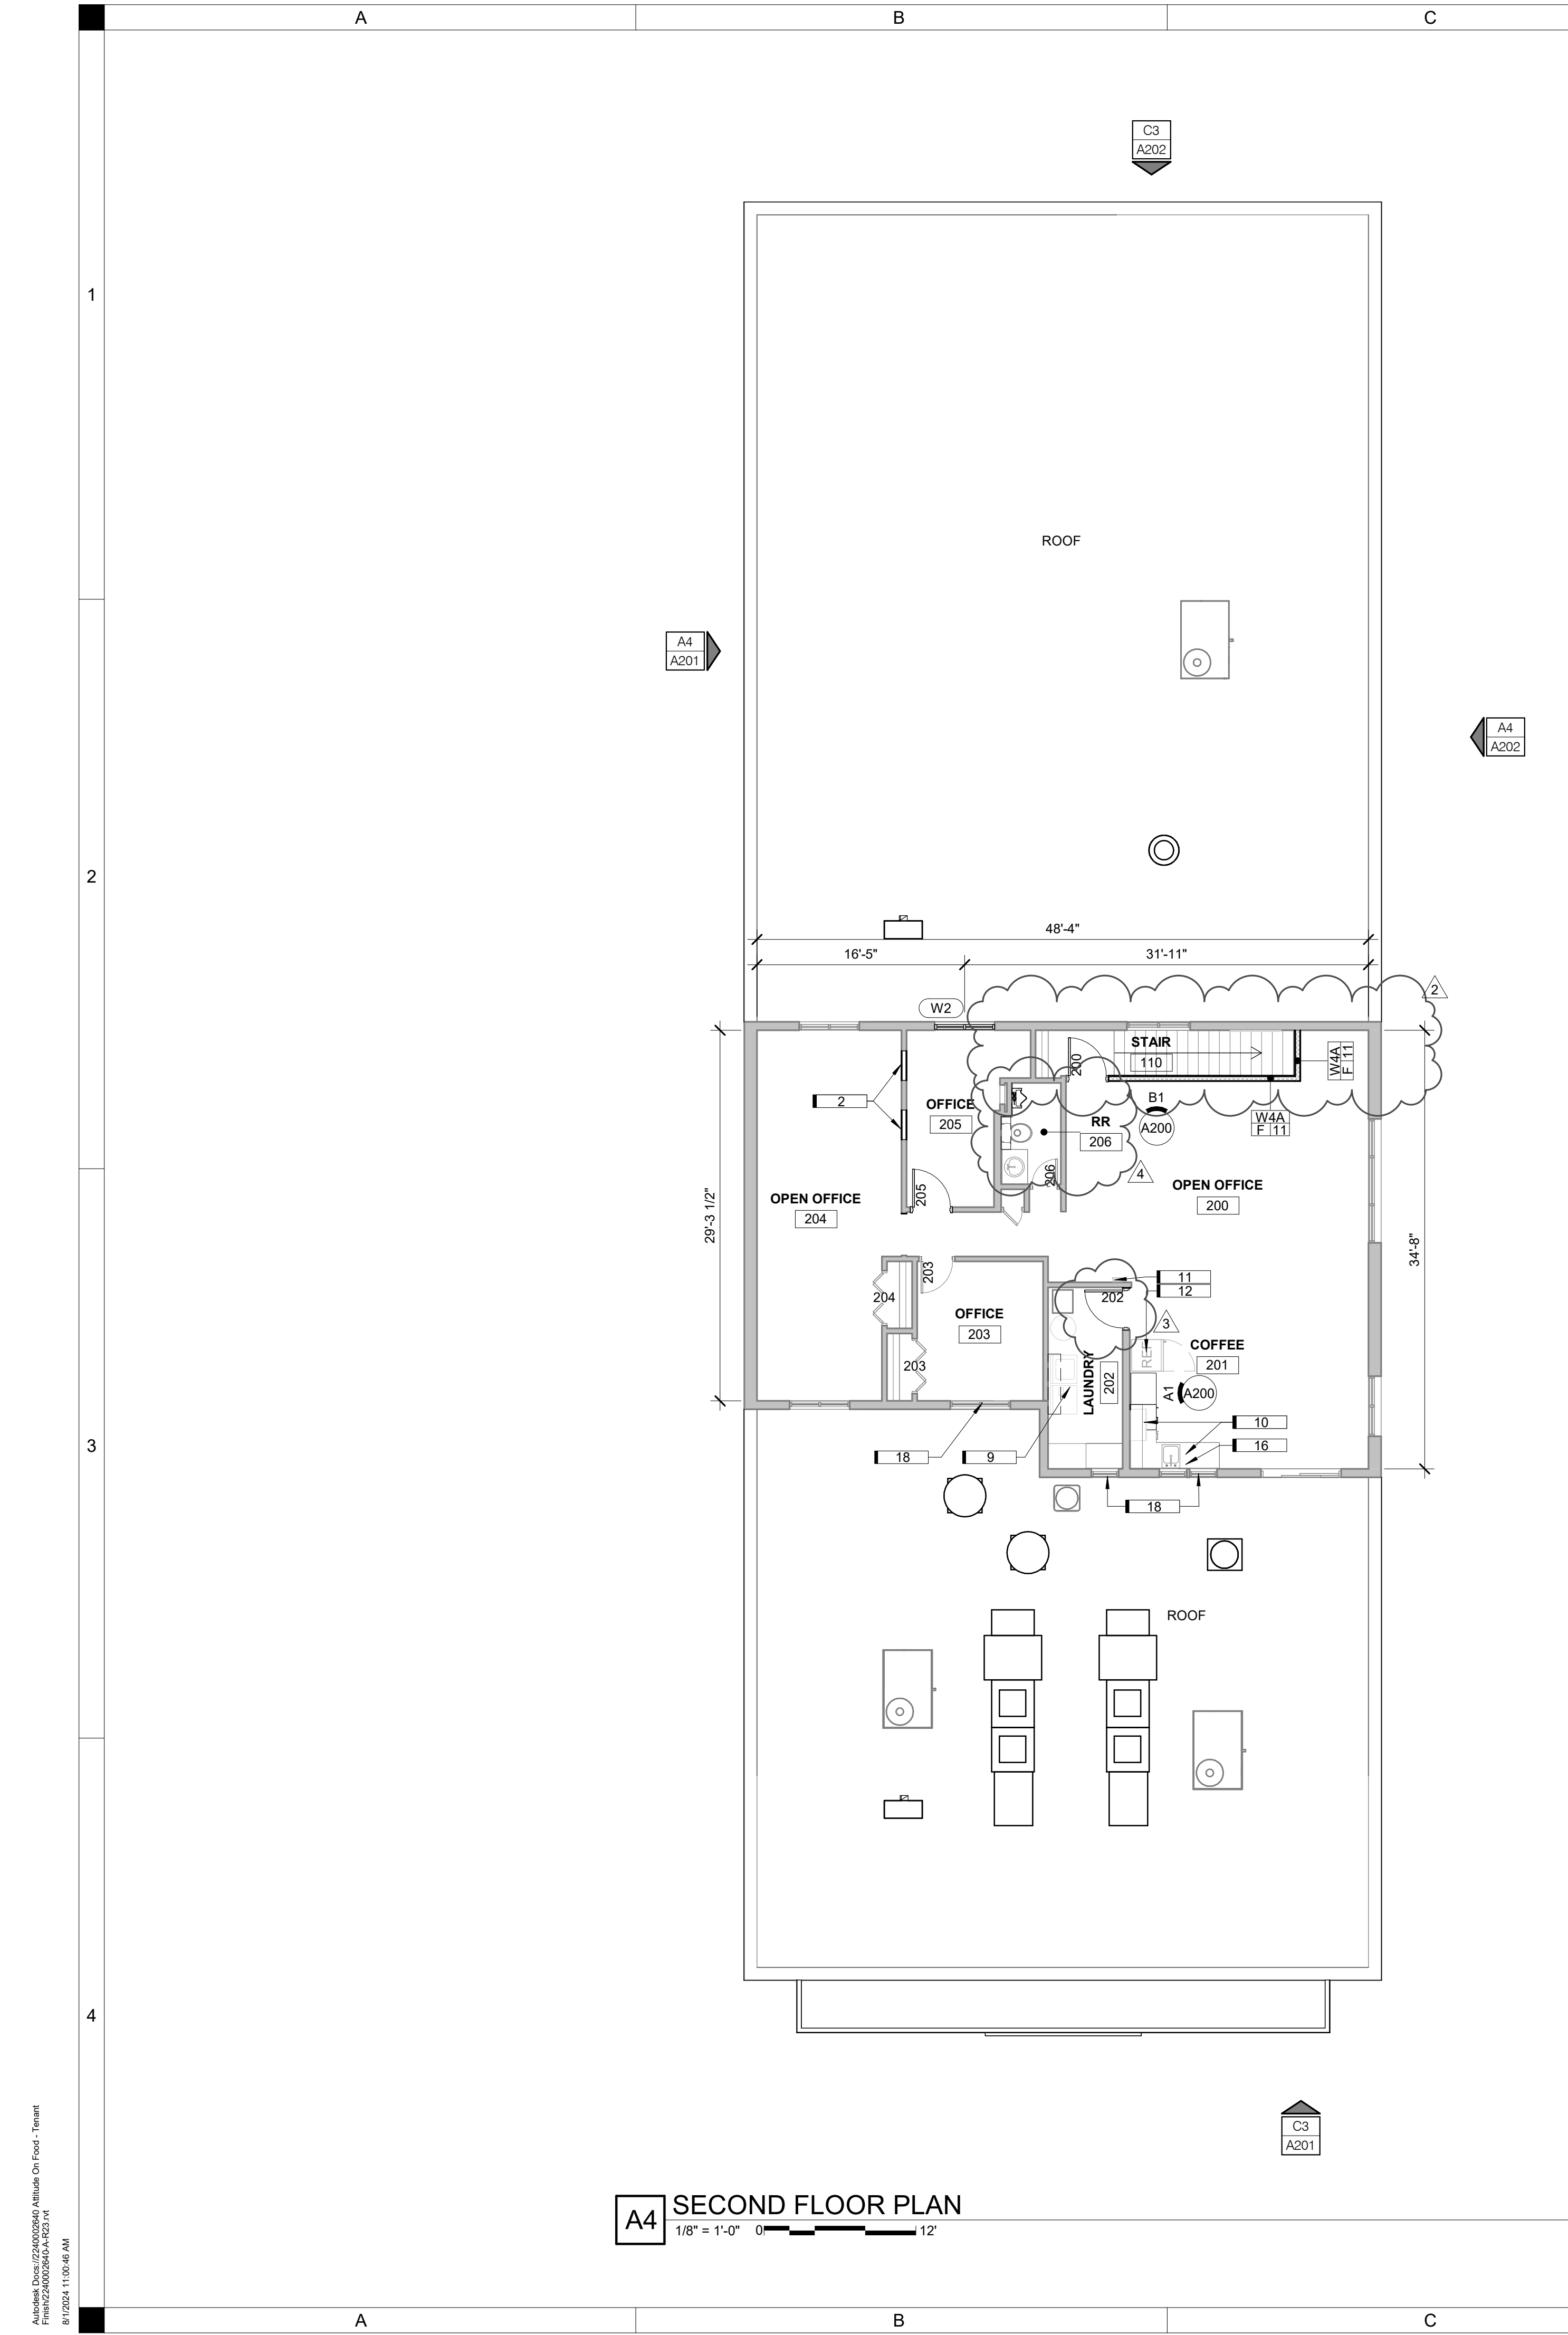 A
B
C
C3
A202
1
ROOF
A4
A201
A4
A202
2
48'-4"
16'-5"
31'-11"
W2
2
STAIR
110
200
W4A
F 11
2
OFFICE
205
B1
A200
W4A
F 11
RR
206
206
4
205
OPEN OFFICE
204
OPEN OFFICE
200
29'-3 1/2"
34'-8"
203
11
12
204
202
OFFICE
203
3
COFFEE
201
203
REF
LAUNDRY
202
A1
A200
10
16
3
18
9
18
ROOF
4
C3
A201
A4
SECOND FLOOR PLAN
1/8" = 1'-0"
0
12'
Autodesk Docs://2240002640 Attitude On Food - Tenant
Finish/2240002640-A-R23.rvt
8/1/2024 11:00:46 AM
A
B
C